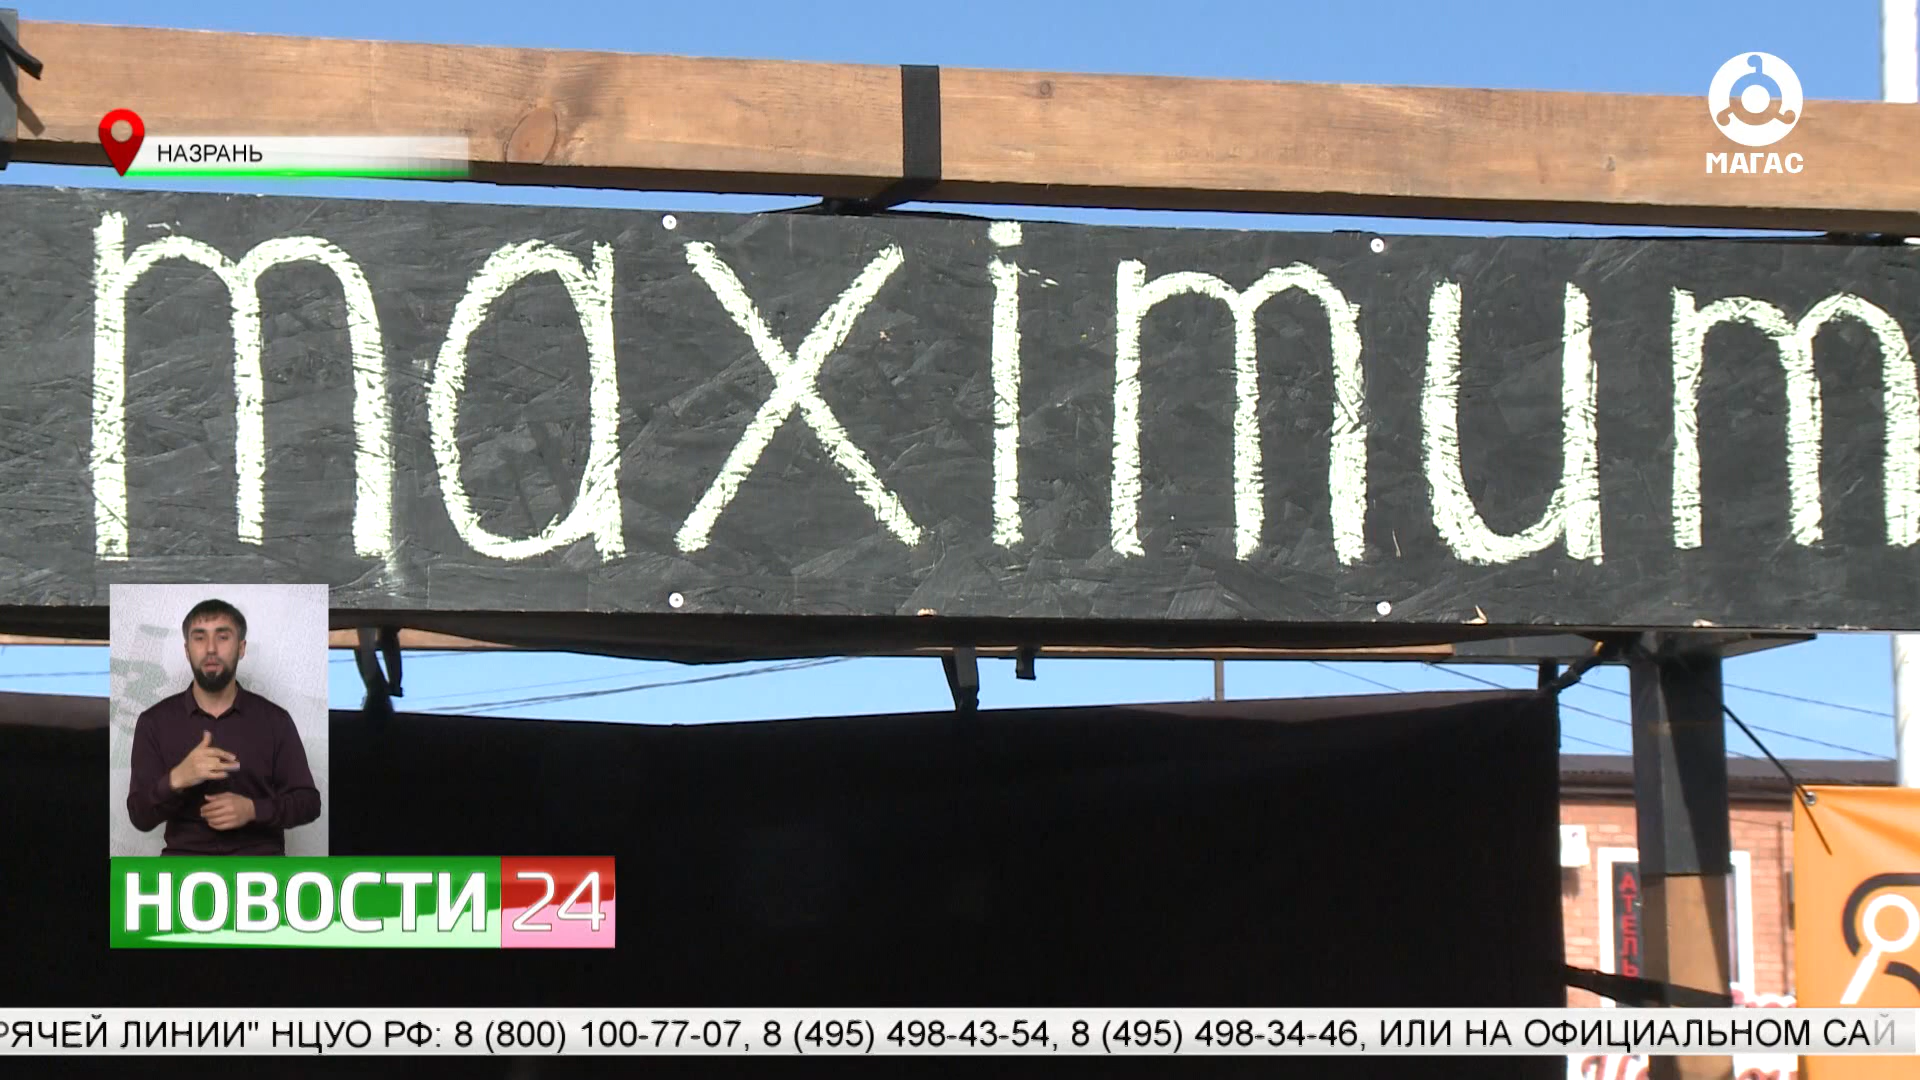 НАЗРАНЬ
МАГАС
maximum
НОВОСТИ 24
АТЕЛЬ
РЯЧЕЙ ЛИНИИ" НЦУО РФ: 8 (800) 100-77-07, 8 (495) 498-43-54, 8 (495) 498-34-46, ИЛИ НА ОФИЦИАЛЬНОМ САЙ